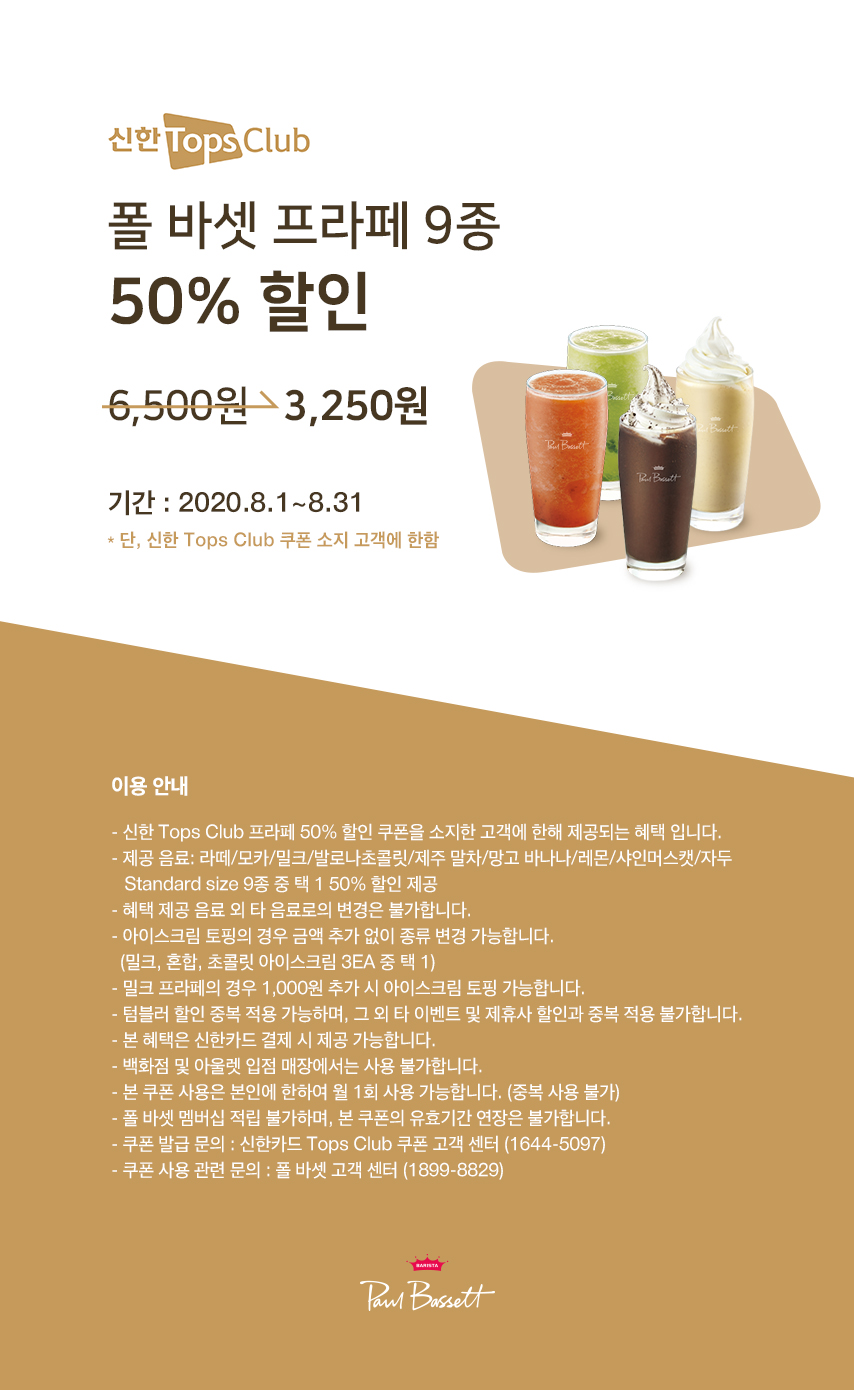 신한 Tops Club
폴 바셋 프라페 9종
50% 할인
6,500원 3,250원
기간 : 2020.8.1~8.31
* 단, 신한 Tops Club 쿠폰 소지 고객에 한함
Paul Bassett
Paul Bassett
Paul Bassett
Bassett
이용 안내
- 신한 Tops Club 프라페 50% 할인 쿠폰을 소지한 고객에 한해 제공되는 혜택 입니다.
- 제공 음료: 라떼/모카/밀크/발로나초콜릿/제주 말차/망고 바나나/레몬/샤인머스캣/자두
Standard size 9종 중 택 1 50% 할인 제공
- 혜택 제공 음료 외 타 음료로의 변경은 불가합니다.
- 아이스크림 토핑의 경우 금액 추가 없이 종류 변경 가능합니다.
(밀크, 혼합, 초콜릿 아이스크림 3EA 중 택 1)
- 밀크 프라페의 경우 1,000원 추가 시 아이스크림 토핑 가능합니다.
- 텀블러 할인 중복 적용 가능하며, 그 외 타 이벤트 및 제휴사 할인과 중복 적용 불가합니다.
- 본 혜택은 신한카드 결제 시 제공 가능합니다.
- 백화점 및 아울렛 입점 매장에서는 사용 불가합니다.
- 본 쿠폰 사용은 본인에 한하여 월 1회 사용 가능합니다. (중복 사용 불가)
- 폴 바셋 멤버십 적립 불가하며, 본 쿠폰의 유효기간 연장은 불가합니다.
- 쿠폰 발급 문의 : 신한카드 Tops Club 쿠폰 고객 센터 (1644-5097)
- 쿠폰 사용 관련 문의 : 폴 바셋 고객 센터 (1899-8829)
BARISTA
Paul Bassett